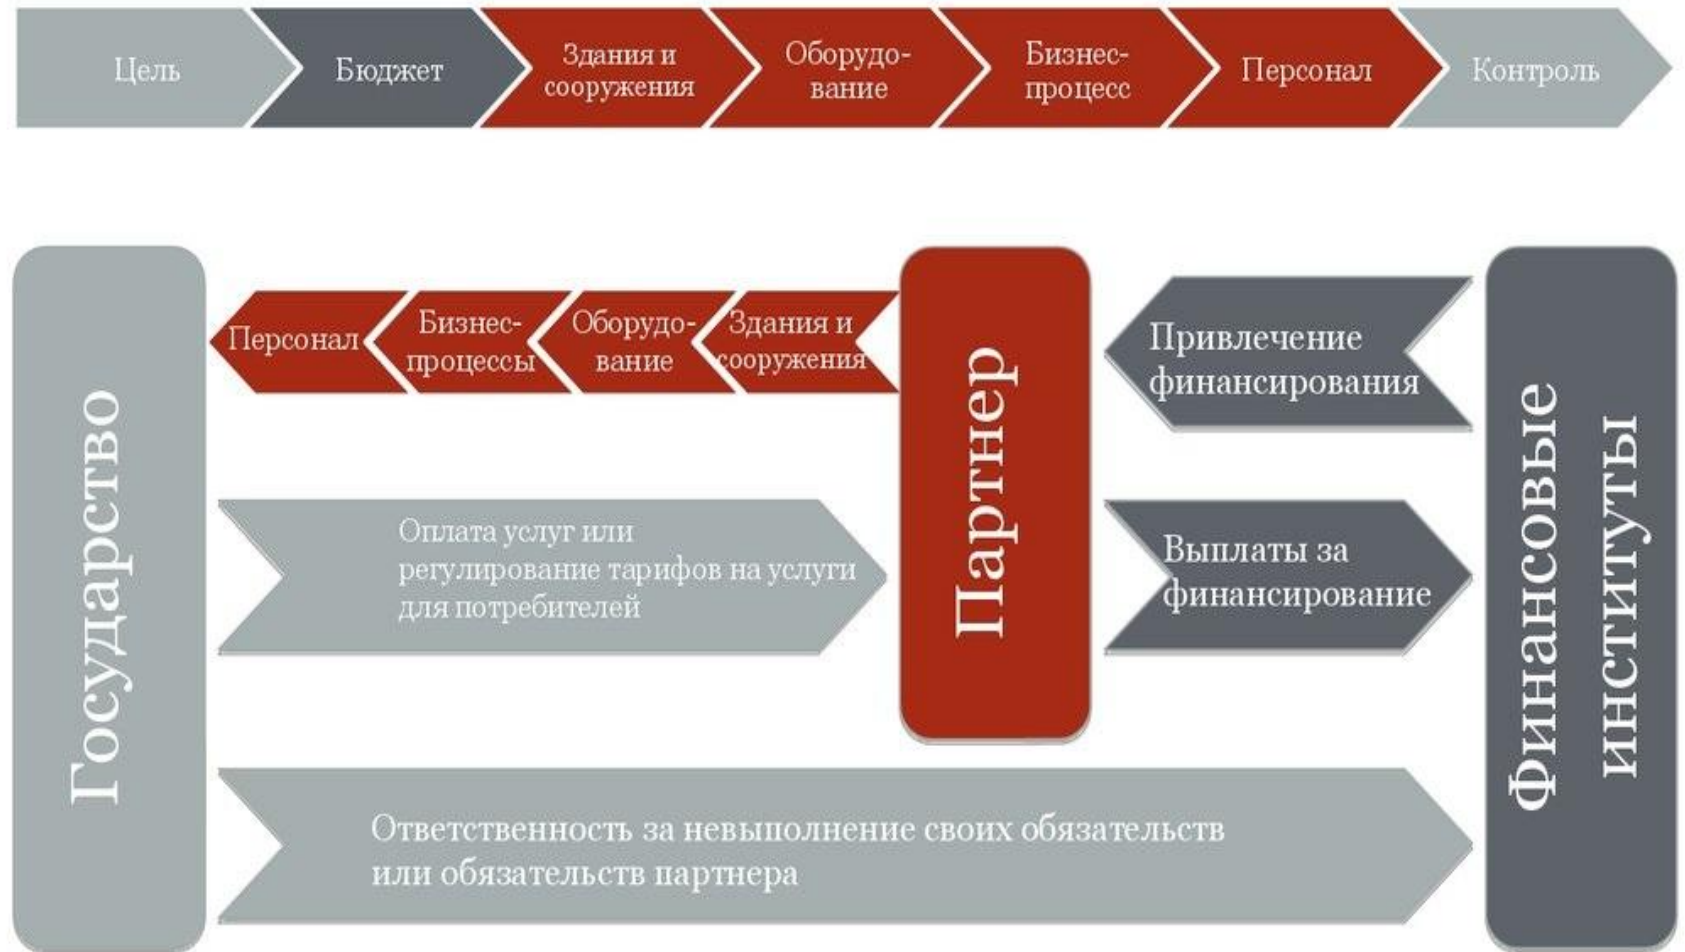 Цель
Бюджет
Здания и
сооружения
Оборудо-
вание
Бизнес-
процесс
Персонал
Контроль
Государство
Персонал
Бизнес-
процессы
Оборудо-
вание
Здания и
сооружения
Партнер
Привлечение
финансирования
Финансовые
институты
Оплата услуг или
регулирование тарифов на услуги
для потребителей
Выплаты за
финансирование
Ответственность за невыполнение своих обязательств
или обязательств партнера